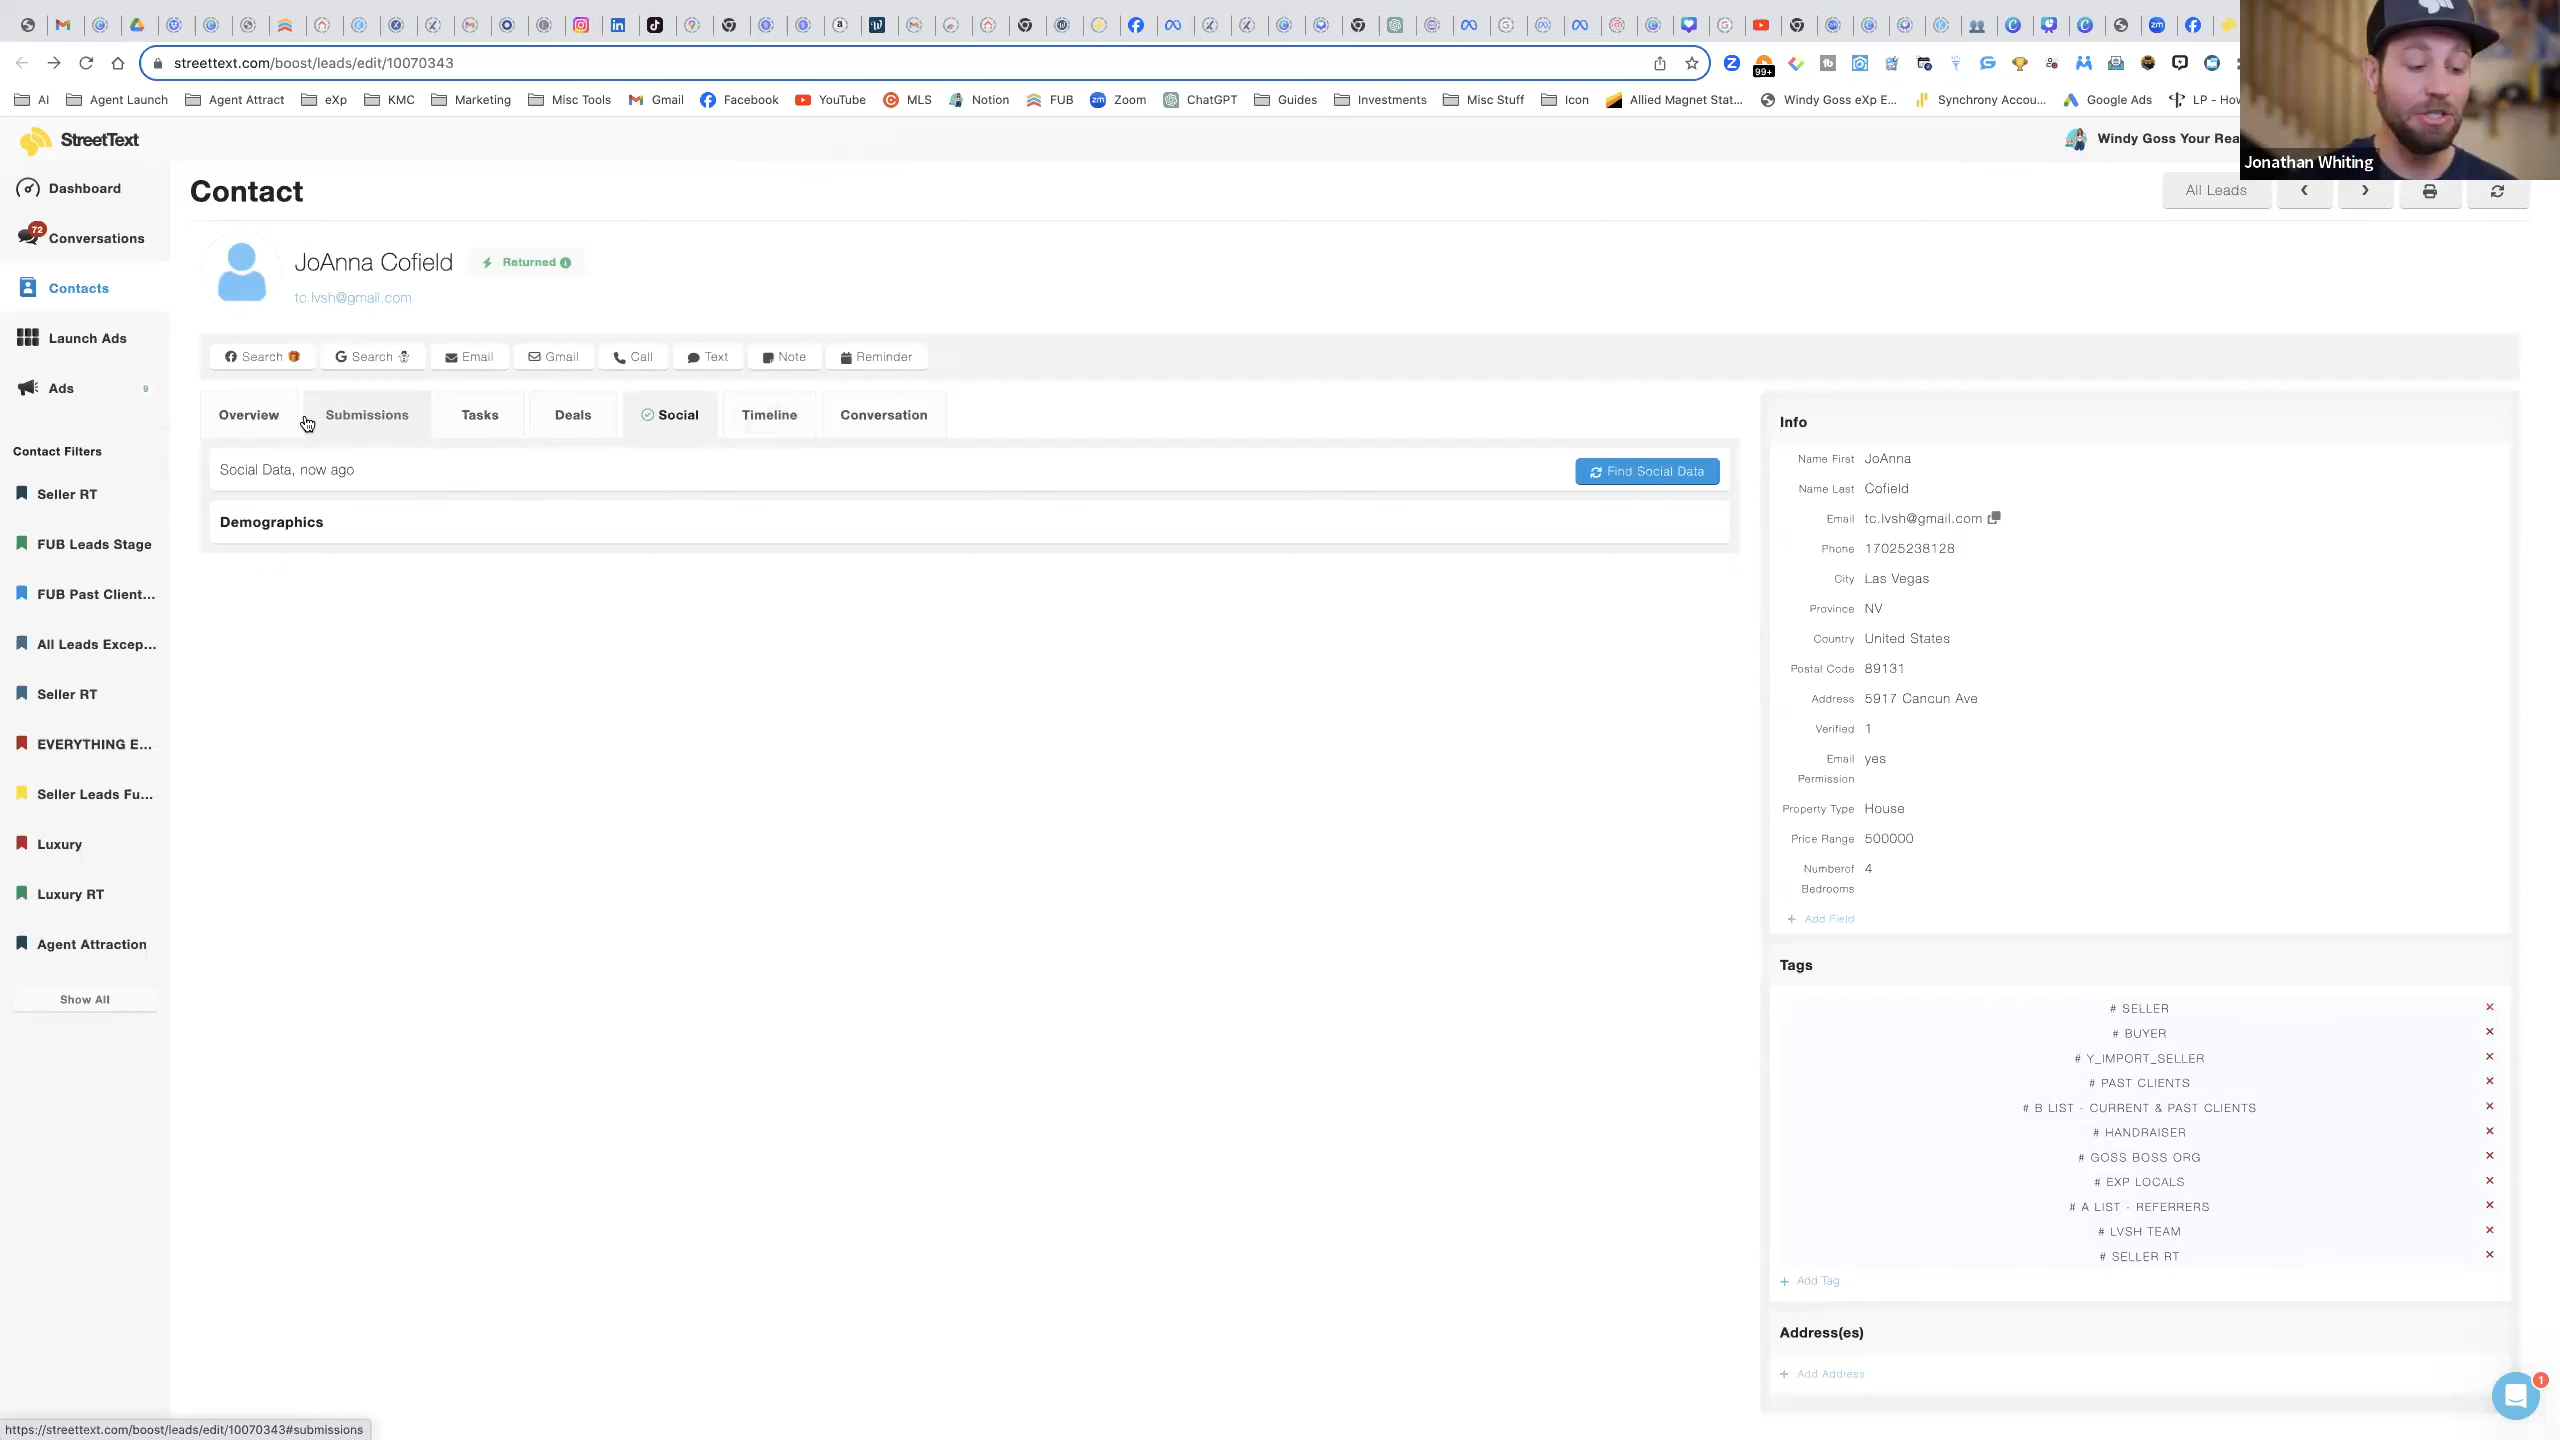 streettext.com/boost/leads/edit/10070343
99+
AI
Agent Launch
Agent Attract
eXp
KMC
Marketing
Misc Tools
Gmail
Facebook
YouTube
MLS
Notion
FUB
Zoom
ChatGPT
Guides
Investments
Misc Stuff
Icon
Allied Magnet Stat...
Windy Goss eXp E...
Synchrony Accou...
Google Ads
LP - How
StreetText
Windy Goss Your Rea
Jonathan Whiting
Dashboard
72
Conversations
Contacts
Launch Ads
Ads
9
Contact Filters
Seller RT
FUB Leads Stage
FUB Past Client...
All Leads Excep...
Seller RT
EVERYTHING E...
Seller Leads Fu...
Luxury
Luxury RT
Agent Attraction
Show All
Contact
All Leads
JoAnna Cofield
Returned
tc.lvsh@gmail.com
Search
Search
Email
Gmail
Call
Text
Note
Reminder
Overview
Submissions
Tasks
Deals
Social
Timeline
Conversation
Social Data, now ago
Find Social Data
Demographics
Info
Name First JoAnna
Name Last Cofield
Email tc.lvsh@gmail.com
Phone 17025238128
City Las Vegas
Province NV
Country United States
Postal Code 89131
Address 5917 Cancun Ave
Verified 1
Email Permission yes
Property Type House
Price Range 500000
Numberof Bedrooms 4
+ Add Field
Tags
# SELLER
# BUYER
# Y_IMPORT_SELLER
# PAST CLIENTS
# B LIST - CURRENT & PAST CLIENTS
# HANDRAISER
# GOSS BOSS ORG
# EXP LOCALS
# A LIST - REFERRERS
# LVSH TEAM
# SELLER RT
+ Add Tag
Address(es)
+ Add Address
1
https://streettext.com/boost/leads/edit/10070343#submissions